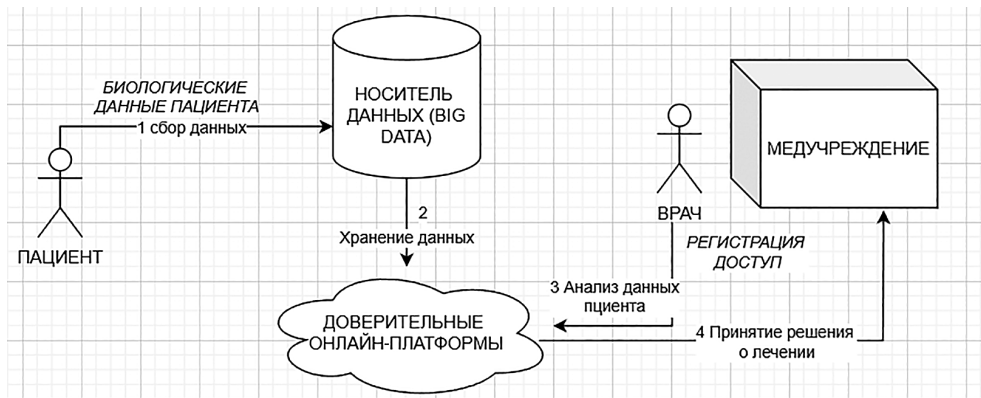 БИОЛОГИЧЕСКИЕ
ДАННЫЕ ПАЦИЕНТА
1 сбор данных
ПАЦИЕНТ
НОСИТЕЛЬ
ДАННЫХ (BIG
DATA)
2
Хранение данных
ДОВЕРИТЕЛЬНЫЕ
ОНЛАЙН-ПЛАТФОРМЫ
ВРАЧ
РЕГИСТРАЦИЯ
ДОСТУП
3 Анализ данных
пциента
МЕДУЧРЕЖДЕНИЕ
4 Принятие решения
о лечении